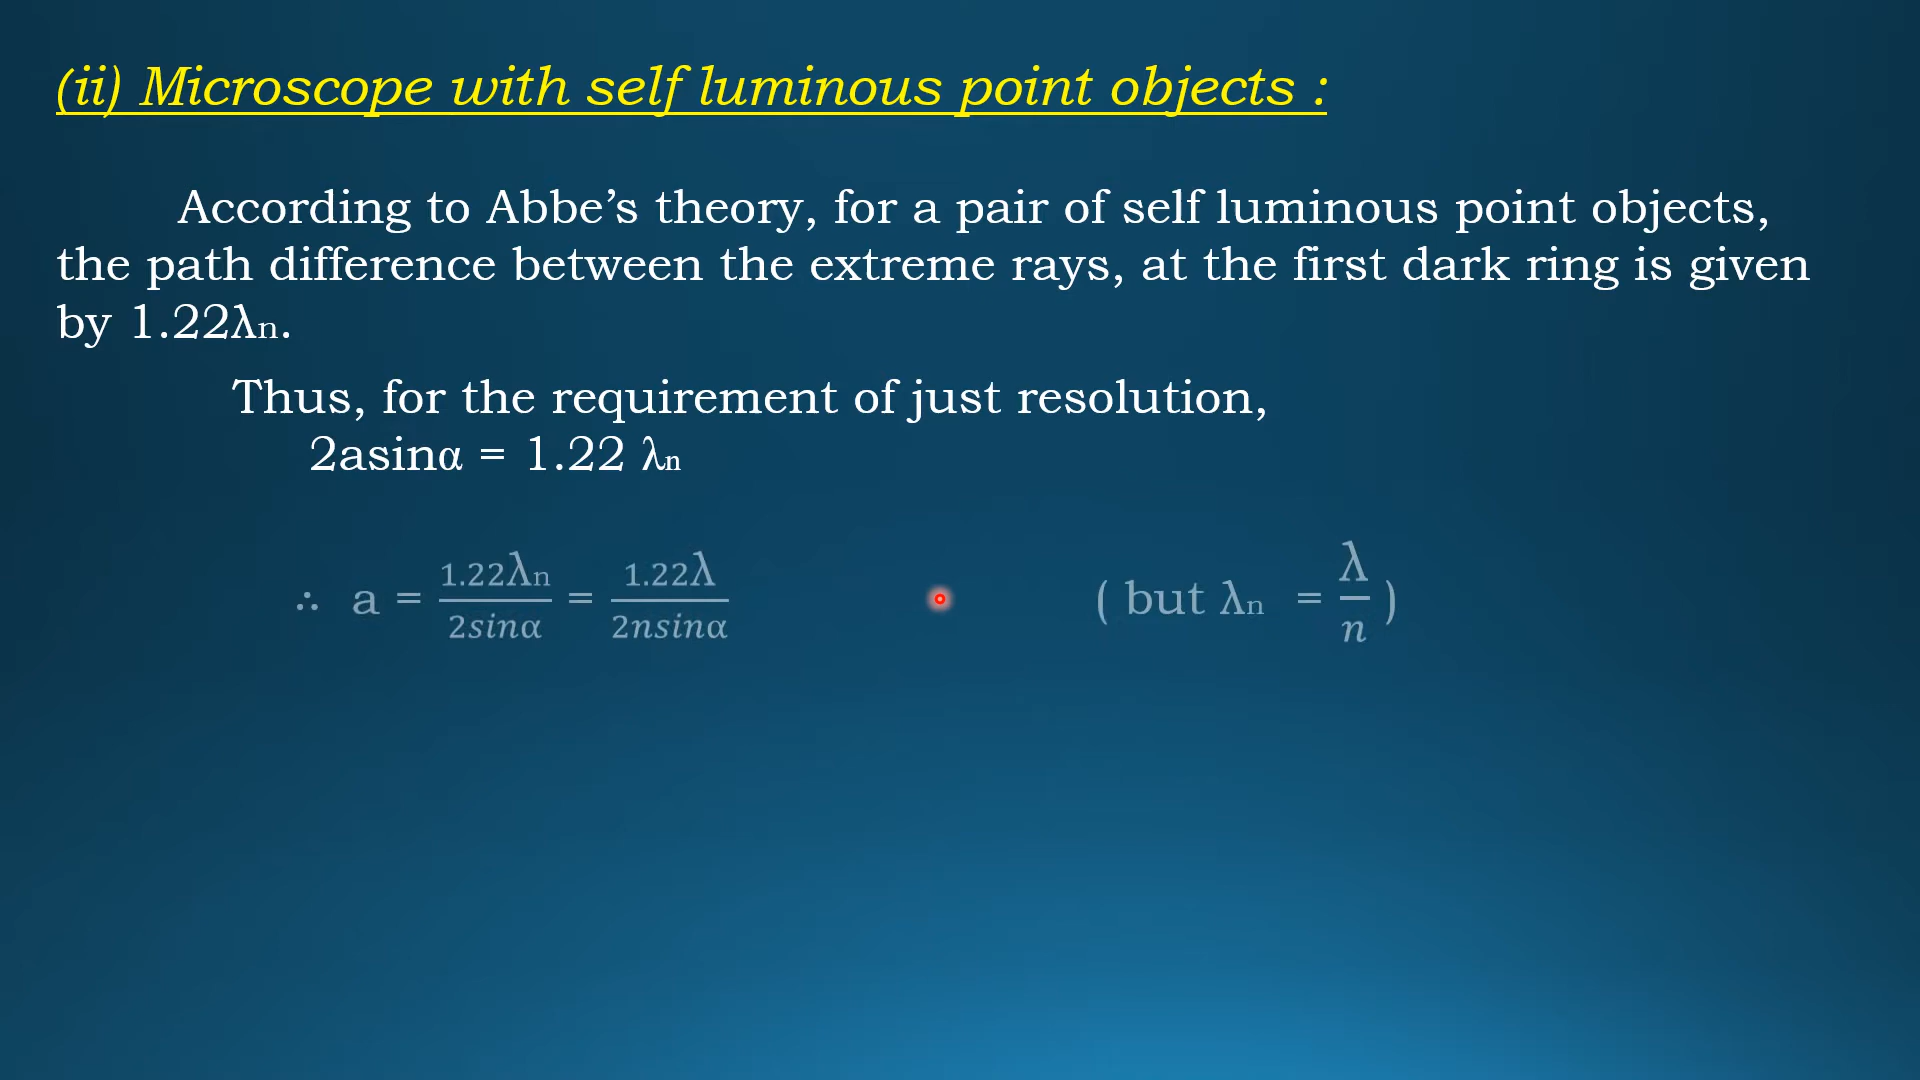 (ii) Microscope with self luminous point objects :
According to Abbe’s theory, for a pair of self luminous point objects,
the path difference between the extreme rays, at the first dark ring is given
by 1.22λn.
Thus, for the requirement of just resolution,
2asinα = 1.22 λn
∴ a = 1.22λn/2sinα = 1.22λ/2nsinα ( but λn = λ/n )